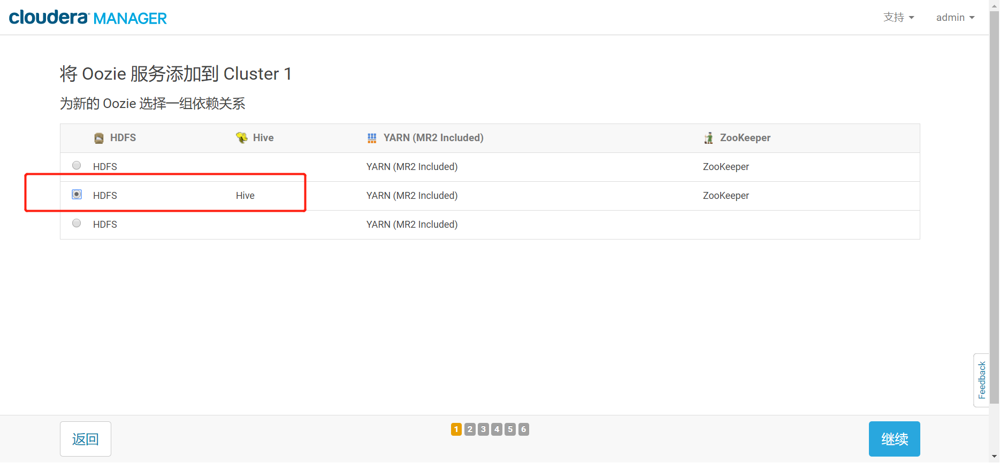 cloudera MANAGER
支持 admin
将 Oozie 服务添加到 Cluster 1
为新的 Oozie 选择一组依赖关系
HDFS Hive YARN (MR2 Included) ZooKeeper
HDFS YARN (MR2 Included) ZooKeeper
HDFS Hive YARN (MR2 Included) ZooKeeper
HDFS YARN (MR2 Included)
Feedback
返回 1 2 3 4 5 6 继续